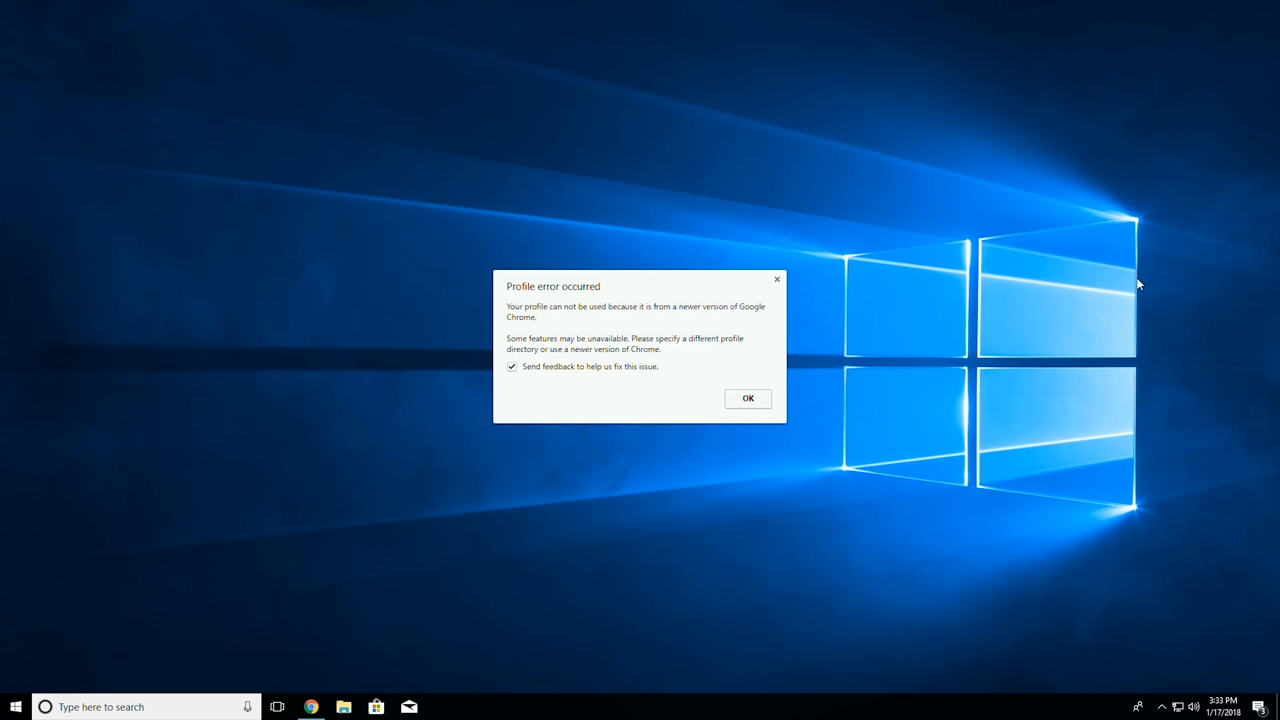 Profile error occurred
Your profile can not be used because it is from a newer version of Google
Chrome.
Some features may be unavailable. Please specify a different profile
directory or use a newer version of Chrome.
Send feedback to help us fix this issue.
OK
Type here to search
3:33 PM
1/17/2018
3